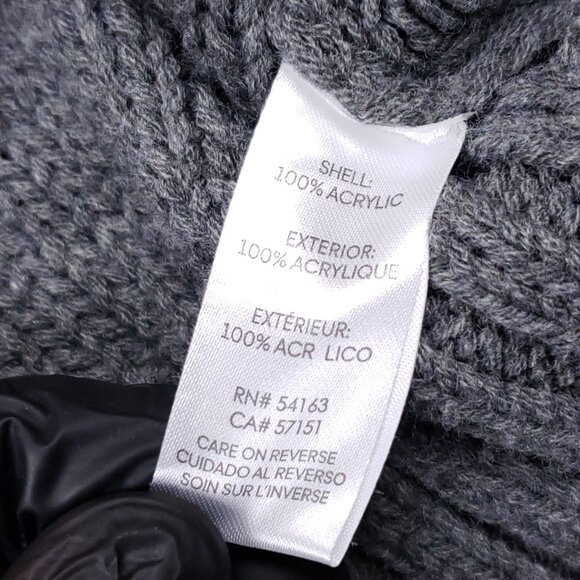 SHELL:
100% ACRYLIC
EXTERIOR:
100% ACRYLIQUE
EXTÉRIEUR:
100% ACR LICO
RN# 54163
CA# 57151
CARE ON REVERSE
CUIDADO AL REVERSO
SOIN SUR L'INVERSE